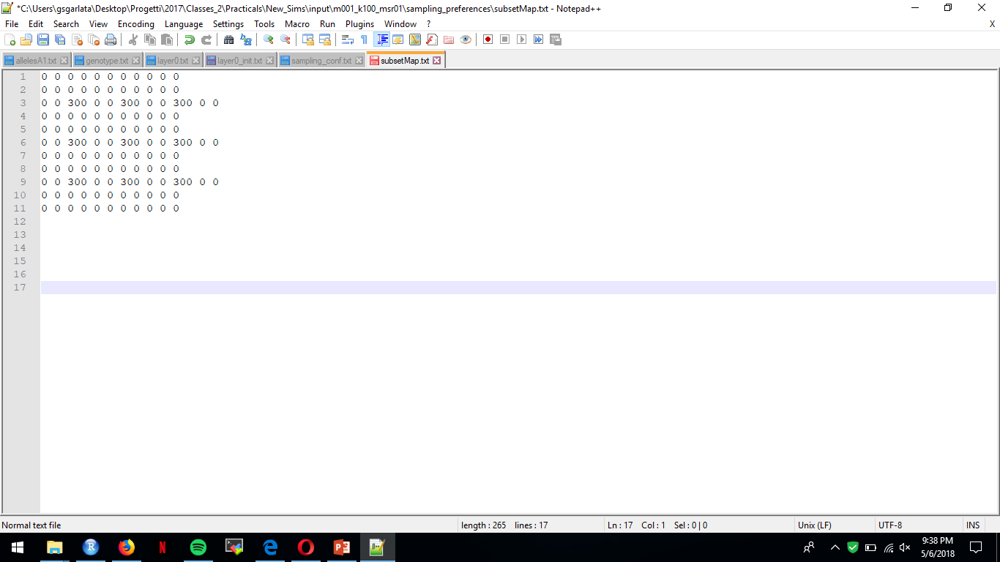 *C:\Users\gsgarlata\Desktop\Progetti\2017\Classes_2\Practicals\New_Sims\input\m001_k100_msr01\sampling_preferences\subsetMap.txt - Notepad++
File Edit Search View Encoding Language Settings Tools Macro Run Plugins Window ? X
allelesA1.txt genotype.txt layer0.txt layer0_init.txt sampling_conf.txt subsetMap.txt
1 0 0 0 0 0 0 0 0 0 0 0
2 0 0 0 0 0 0 0 0 0 0 0
3 0 0 300 0 0 300 0 0 300 0 0
4 0 0 0 0 0 0 0 0 0 0 0
5 0 0 0 0 0 0 0 0 0 0 0
6 0 0 300 0 0 300 0 0 300 0 0
7 0 0 0 0 0 0 0 0 0 0 0
8 0 0 0 0 0 0 0 0 0 0 0
9 0 0 300 0 0 300 0 0 300 0 0
10 0 0 0 0 0 0 0 0 0 0 0
11 0 0 0 0 0 0 0 0 0 0 0
12
13
14
15
16
17
Normal text file length : 265 lines : 17 Ln : 17 Col : 1 Sel : 0 | 0 Unix (LF) UTF-8 INS
9:38 PM
5/6/2018